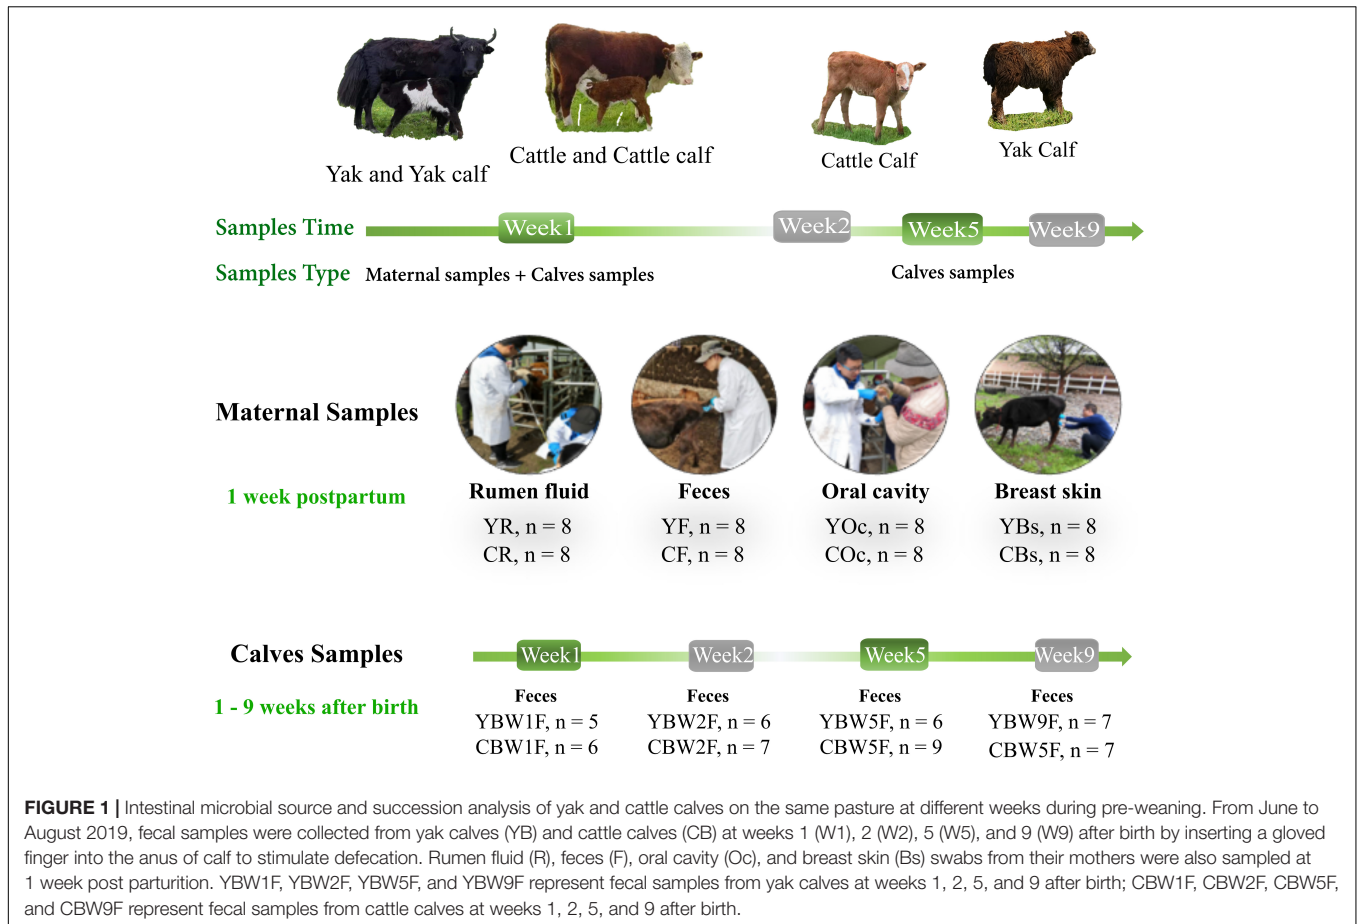 Yak and Yak calf
Cattle and Cattle calf
Cattle Calf
Yak Calf
Samples Time
Week1
Week2
Week5
Week9
Samples Type
Maternal samples + Calves samples
Calves samples
Maternal Samples
1 week postpartum
Rumen fluid
Feces
Oral cavity
Breast skin
YR, n = 8
YF, n = 8
YOc, n = 8
YBs, n = 8
CR, n = 8
CF, n = 8
COc, n = 8
CBs, n = 8
Calves Samples
Week1
Week2
Week5
Week9
1 - 9 weeks after birth
Feces
Feces
Feces
Feces
YBW1F, n = 5
YBW2F, n = 6
YBW5F, n = 6
YBW9F, n = 7
CBW1F, n = 6
CBW2F, n = 7
CBW5F, n = 9
CBW5F, n = 7
FIGURE 1 | Intestinal microbial source and succession analysis of yak and cattle calves on the same pasture at different weeks during pre-weaning. From June to
August 2019, fecal samples were collected from yak calves (YB) and cattle calves (CB) at weeks 1 (W1), 2 (W2), 5 (W5), and 9 (W9) after birth by inserting a gloved
finger into the anus of calf to stimulate defecation. Rumen fluid (R), feces (F), oral cavity (Oc), and breast skin (Bs) swabs from their mothers were also sampled at
1 week post parturition. YBW1F, YBW2F, YBW5F, and YBW9F represent fecal samples from yak calves at weeks 1, 2, 5, and 9 after birth; CBW1F, CBW2F, CBW5F,
and CBW9F represent fecal samples from cattle calves at weeks 1, 2, 5, and 9 after birth.